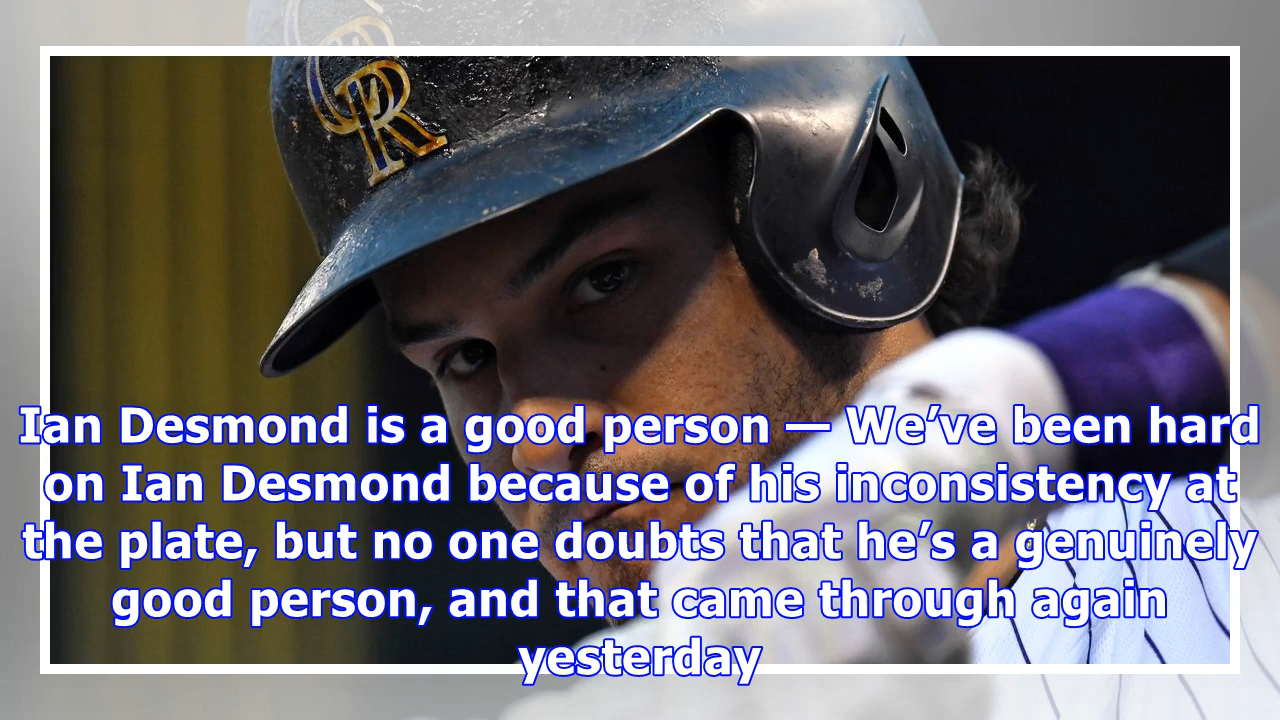 CR
Ian Desmond is a good person — We’ve been hard
on Ian Desmond because of his inconsistency at
the plate, but no one doubts that he’s a genuinely
good person, and that came through again
yesterday